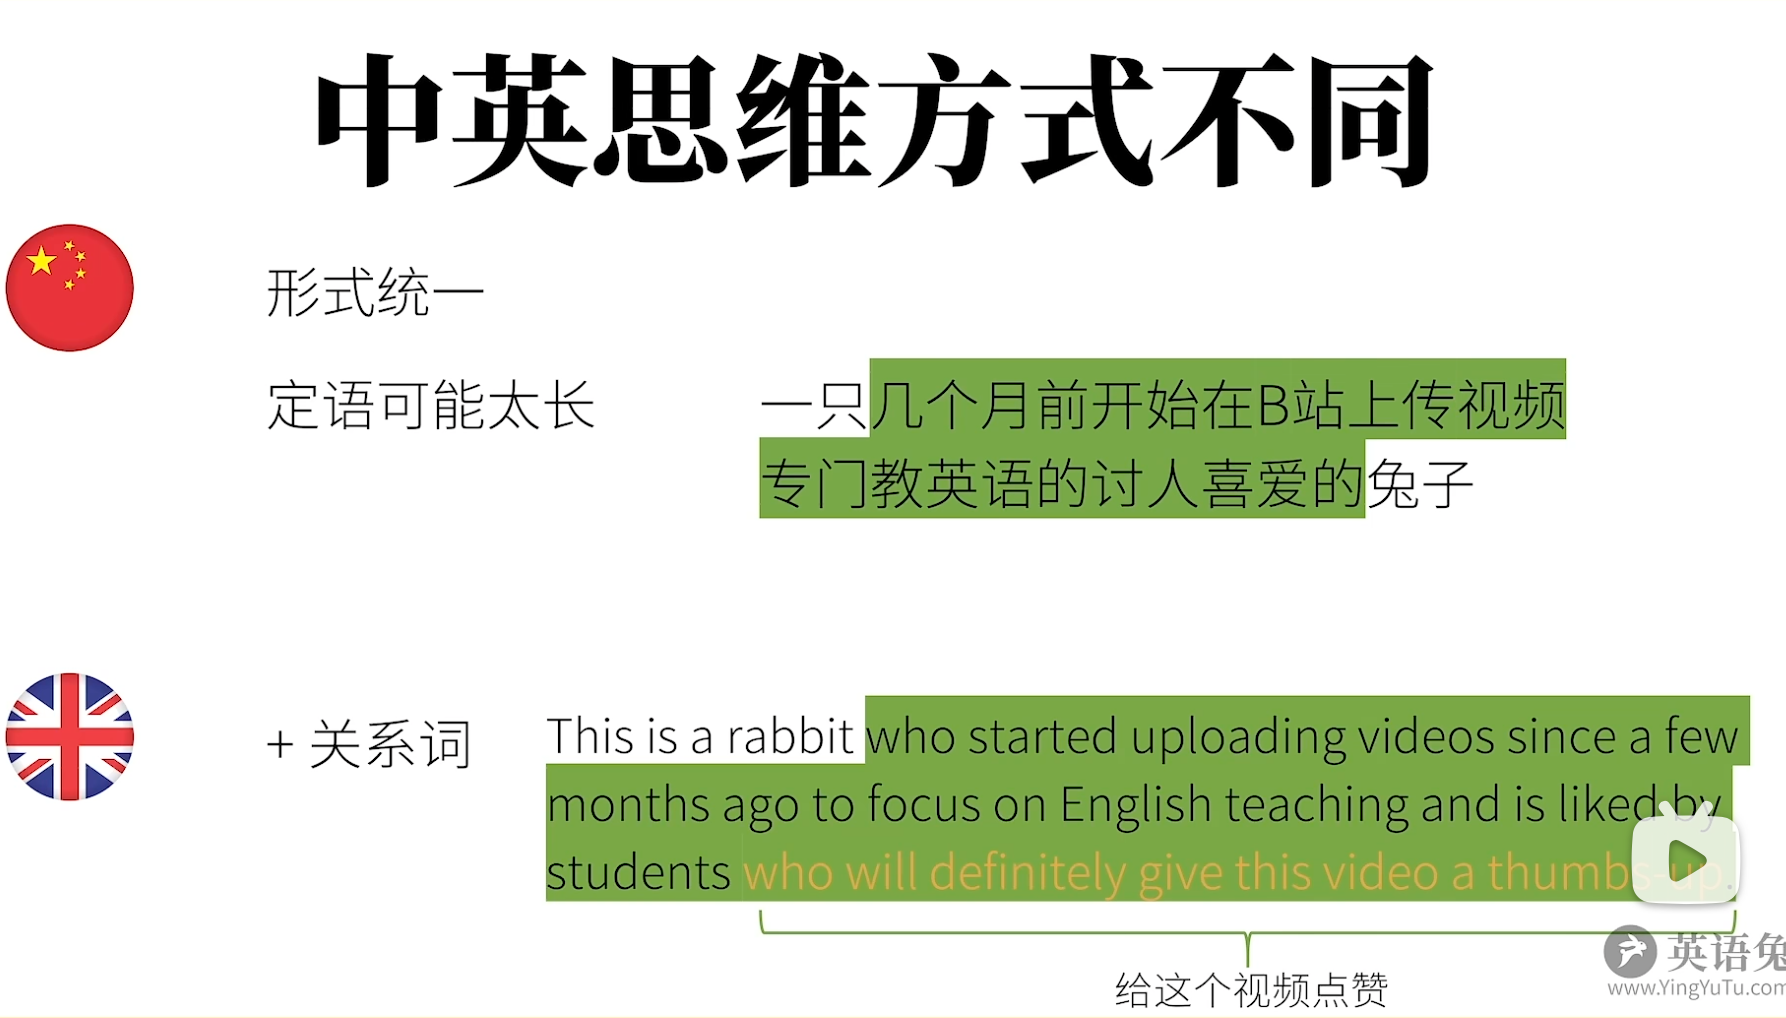 中英思维方式不同
形式统一
定语可能太长
一只几个月前开始在B站上传视频
专门教英语的讨人喜爱的兔子
+ 关系词
This is a rabbit who started uploading videos since a few
months ago to focus on English teaching and is liked by
students who will definitely give this video a thumbs-up.
给这个视频点赞
英语兔
www.YingYuTu.com